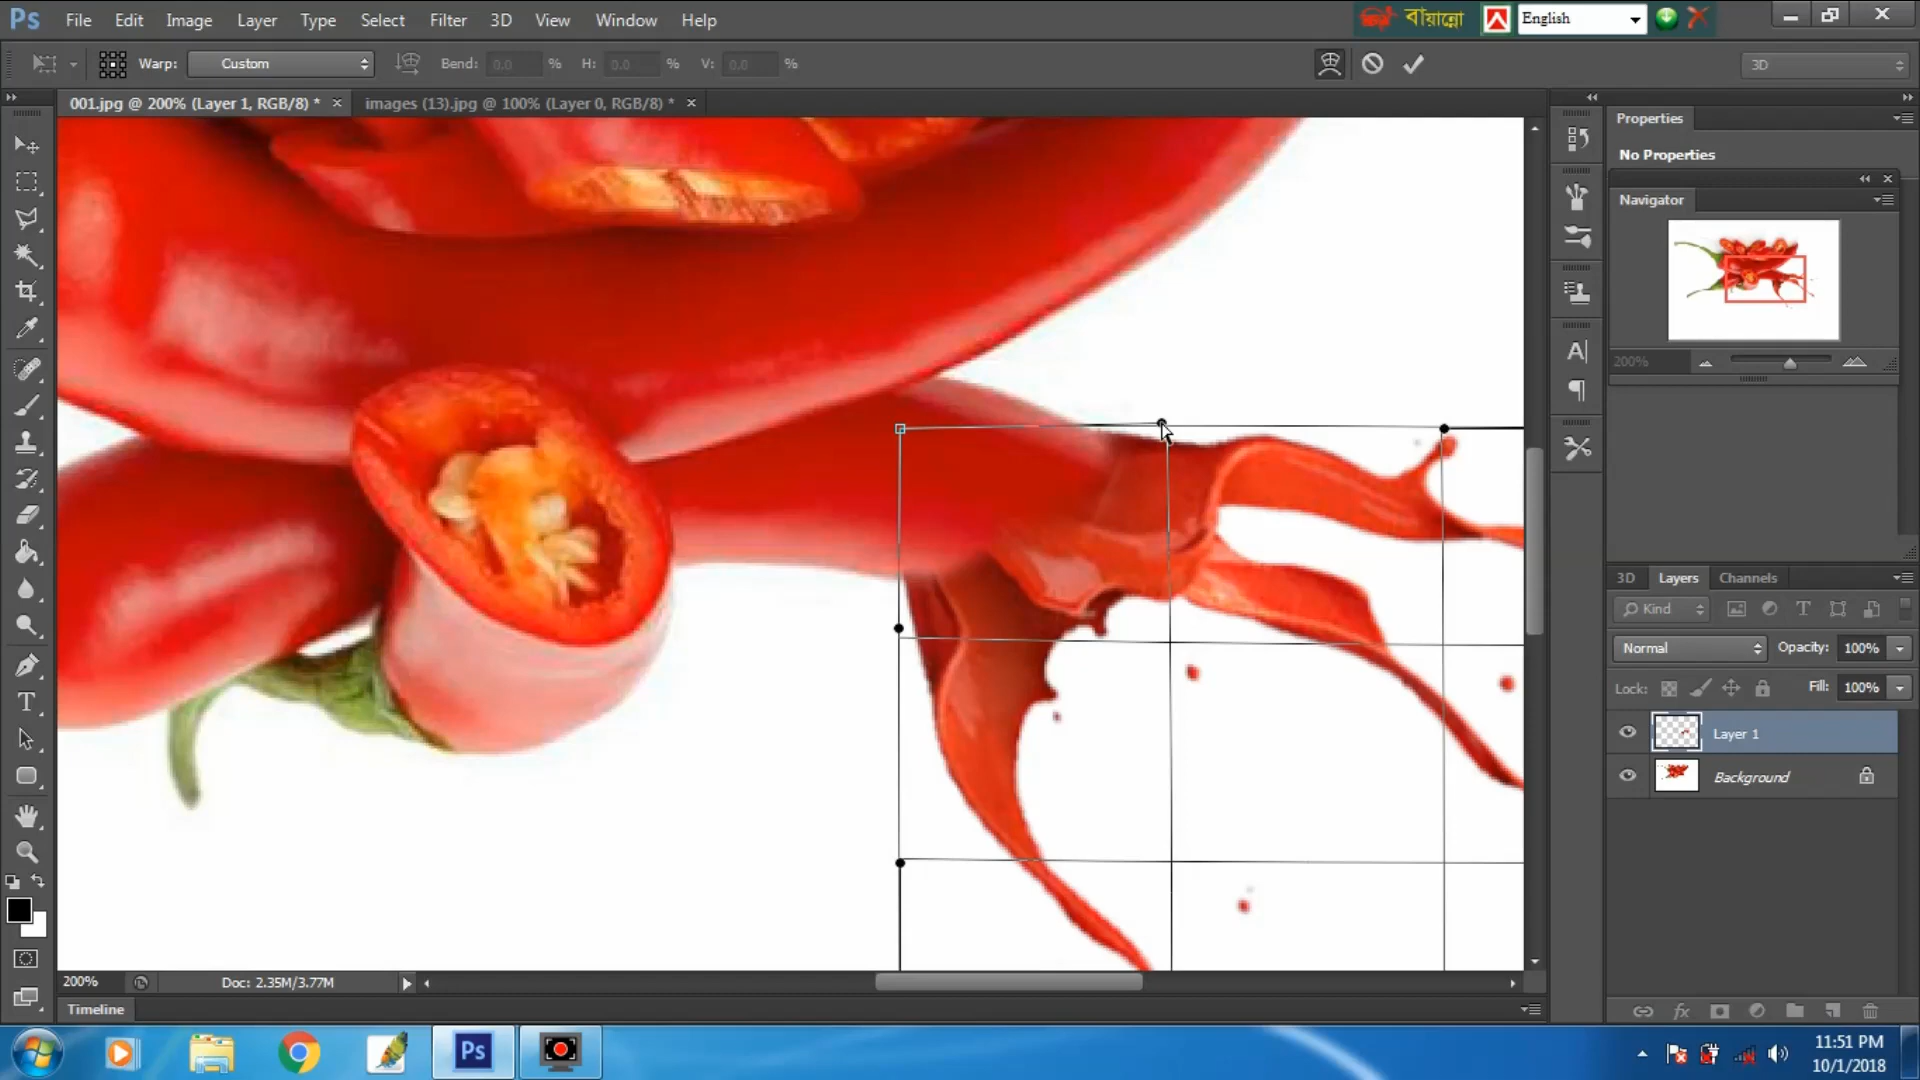 Ps File Edit Image Layer Type Select Filter 3D View Window Help
বায়ান্নো English
Warp: Custom Bend: 0.0 % H: 0.0 % V: 0.0 %
3D
001.jpg @ 200% (Layer 1, RGB/8) * ×
images (13).jpg @ 100% (Layer 0, RGB/8) * ×
Properties
No Properties
Navigator
200%
3D Layers Channels
Kind
Normal Opacity: 100%
Lock: Fill: 100%
Layer 1
Background
200% Doc: 2.35M/3.77M
Timeline
Ps
11:51 PM
10/1/2018